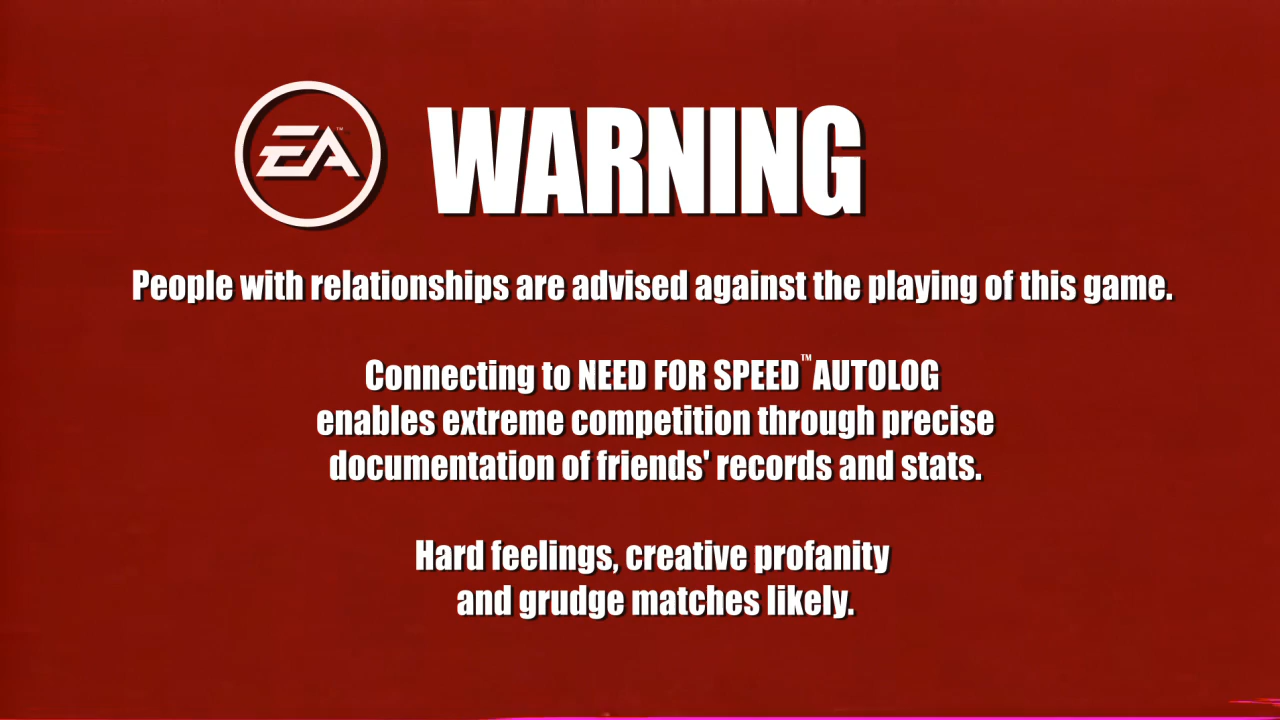 EA™ WARNING
People with relationships are advised against the playing of this game.
Connecting to NEED FOR SPEED™ AUTOLOG
enables extreme competition through precise
documentation of friends' records and stats.
Hard feelings, creative profanity
and grudge matches likely.